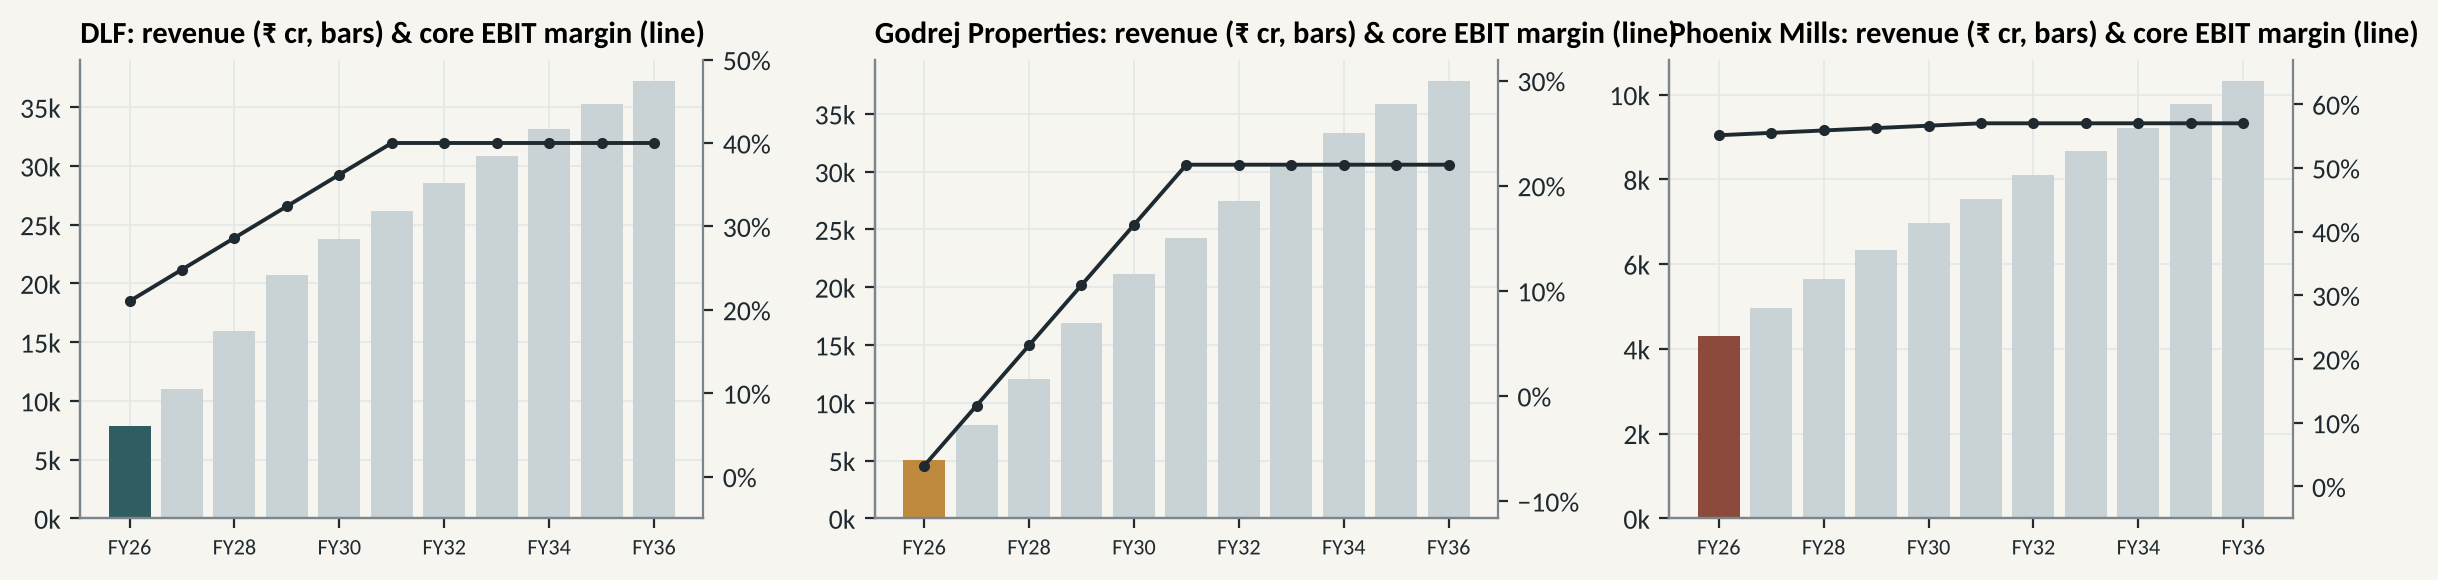 DLF: revenue (₹ cr, bars) & core EBIT margin (line)
35k
30k
25k
20k
15k
10k
5k
0k
50%
40%
30%
20%
10%
0%
FY26 FY28 FY30 FY32 FY34 FY36
Godrej Properties: revenue (₹ cr, bars) & core EBIT margin (line)
35k
30k
25k
20k
15k
10k
5k
0k
30%
20%
10%
0%
−10%
FY26 FY28 FY30 FY32 FY34 FY36
Phoenix Mills: revenue (₹ cr, bars) & core EBIT margin (line)
10k
8k
6k
4k
2k
0k
60%
50%
40%
30%
20%
10%
0%
FY26 FY28 FY30 FY32 FY34 FY36